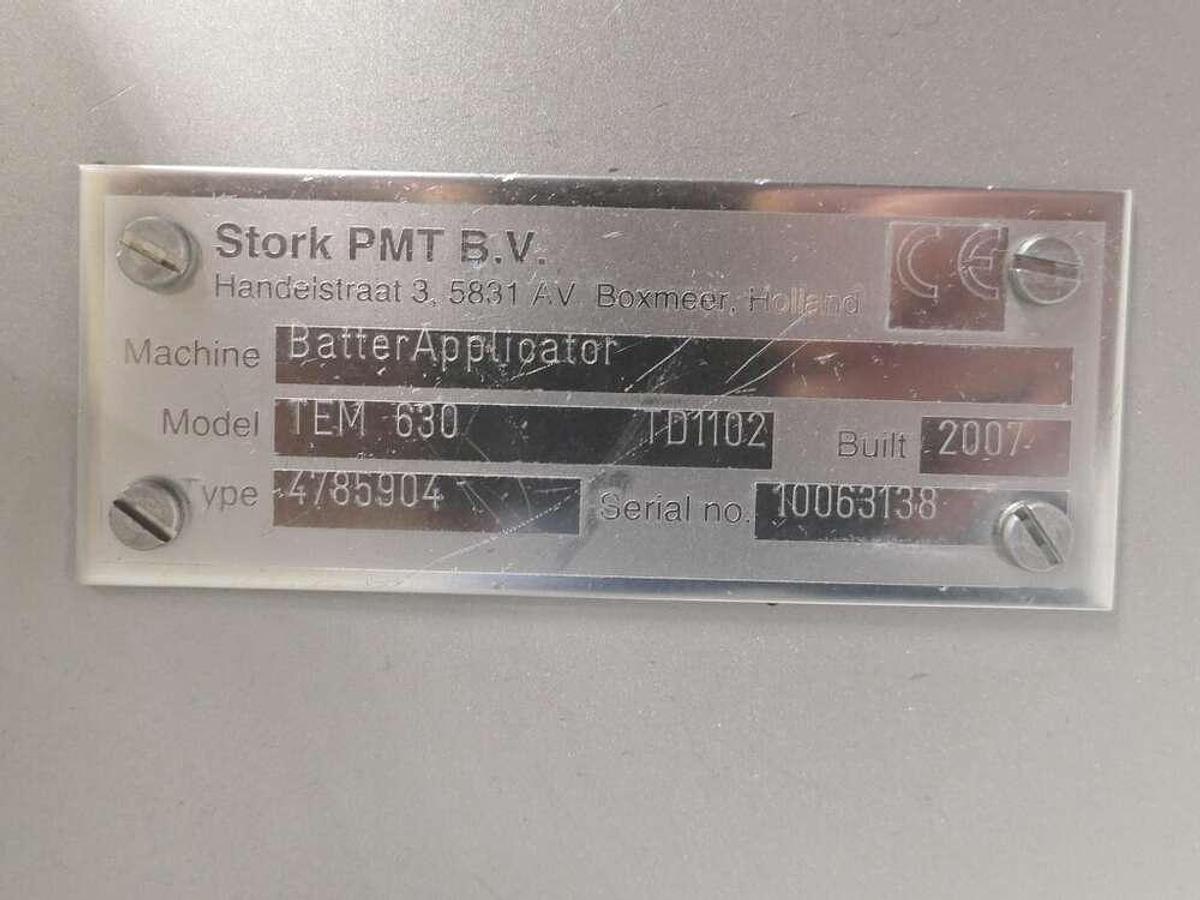 Stork PMT B.V.
Handelstraat 3, 5831 AV Boxmeer, Holland
CE
Machine BatterApplicator
Model TEM 630 TD1102 Built 2007
Type 4785904 Serial no. 10063138